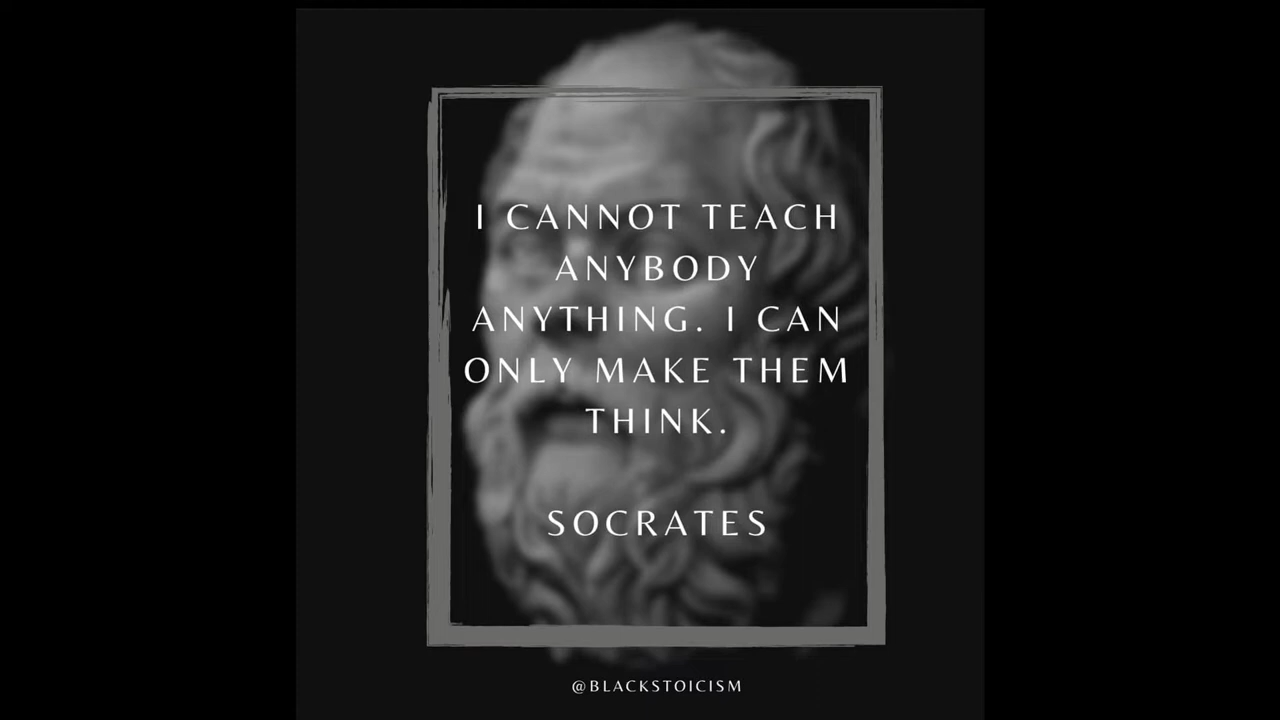 I CANNOT TEACH
ANYBODY
ANYTHING. I CAN
ONLY MAKE THEM
THINK.
SOCRATES
@BLACKSTOICISM